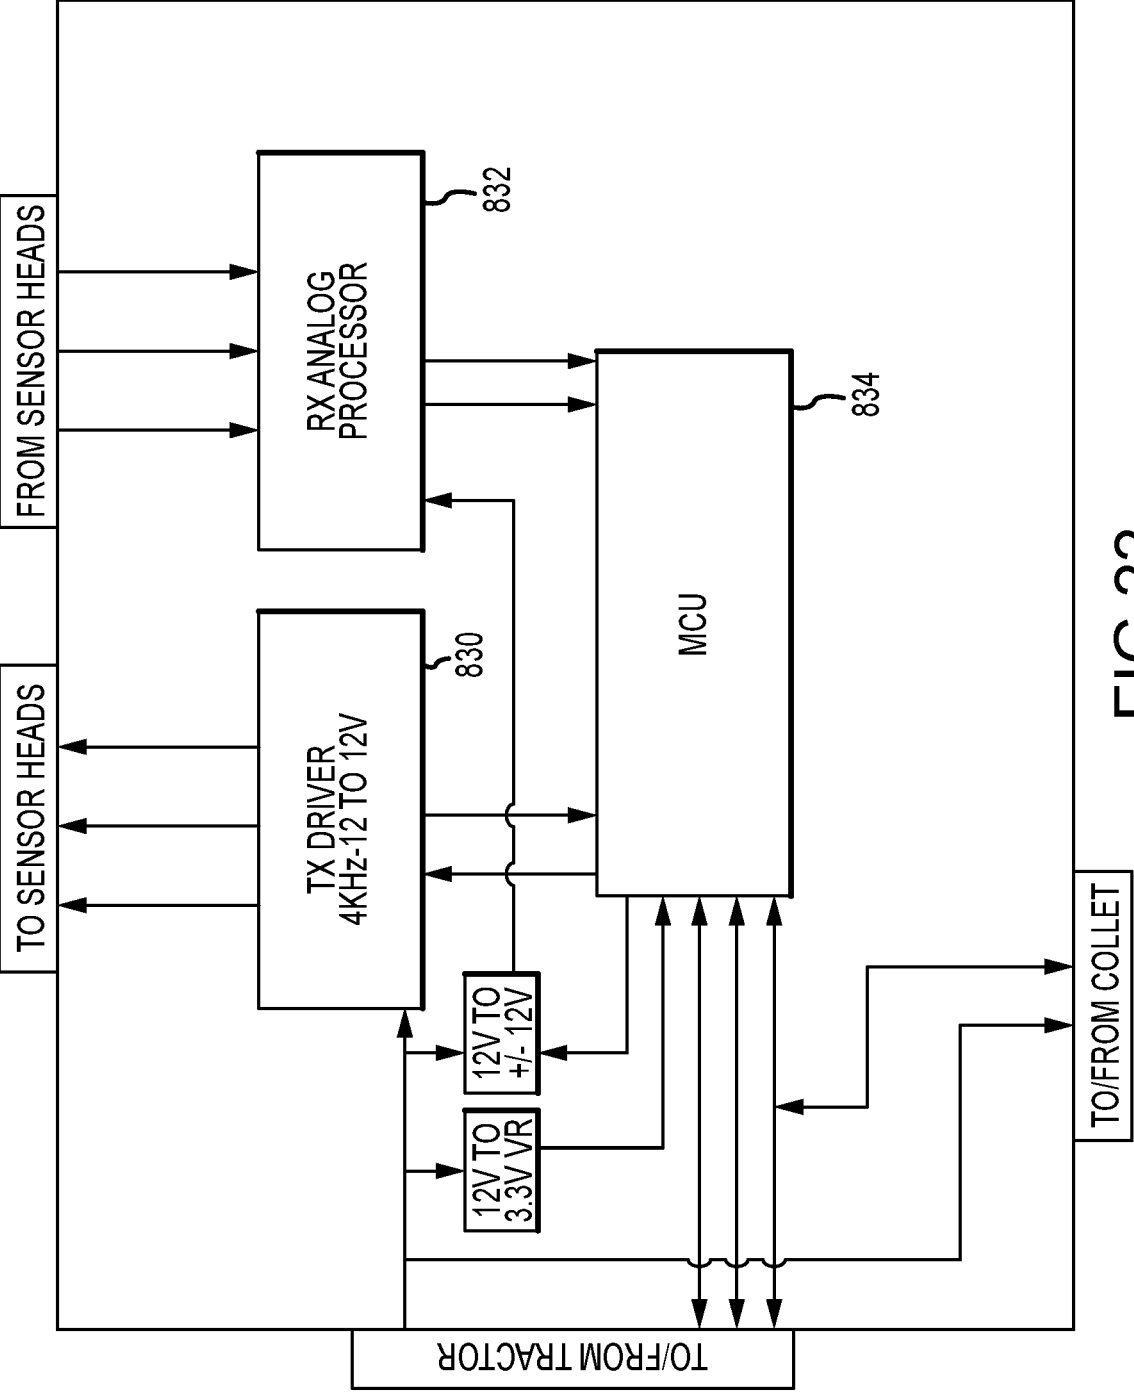 TO SENSOR HEADS
FROM SENSOR HEADS
TX DRIVER
4KHz-12 TO 12V
830
RX ANALOG
PROCESSOR
832
12V TO
3.3V VR
12V TO
+/- 12V
MCU
834
TO/FROM TRACTOR
TO/FROM COLLET